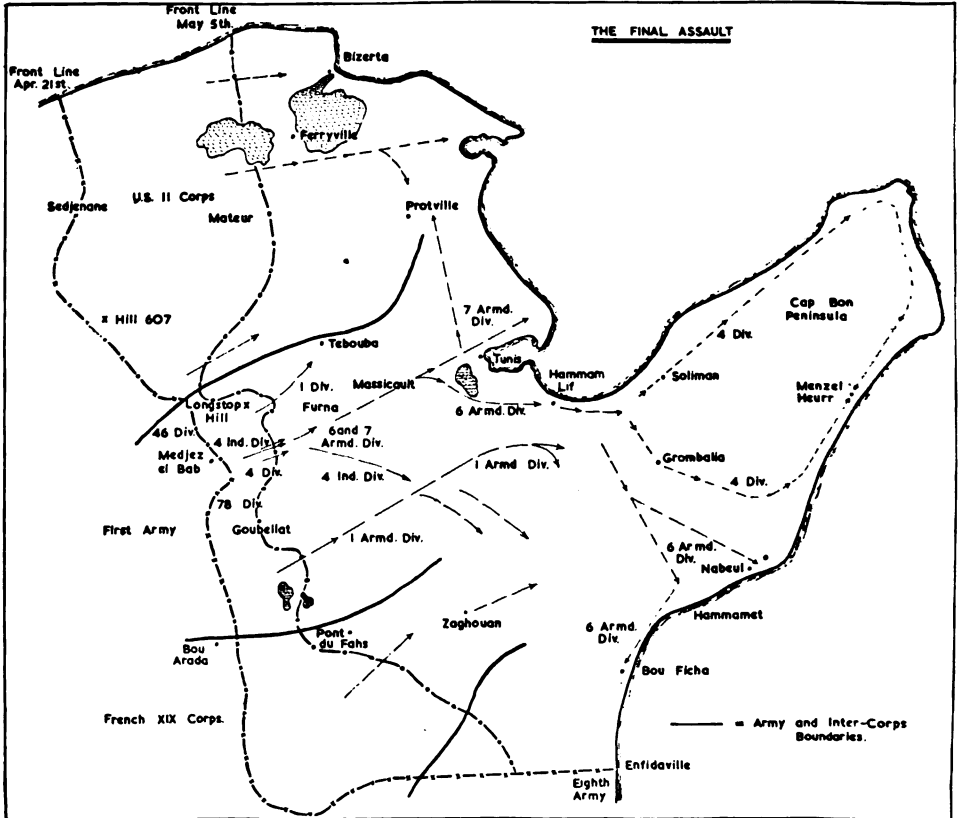 THE FINAL ASSAULT
Front Line
May 5th.
Bizerta
Front Line
Apr. 21st.
Ferryville
U.S. II Corps
Sedjenane
Mateur
Protville
x Hill 607
7 Armd.
Div.
Cap Bon
Peninsula
4 Div.
Tebouba
Tunis
Hammam
Lif
Soliman
1 Div.
Massicault
Menzel
Heurr
Longstop x
Hill
Furna
6 Armd. Div.
46 Div.
4 Ind. Div.
6 and 7
Armd. Div.
Medjez
el Bab
4 Div.
4 Ind. Div.
1 Armd Div.
Gromballa
4 Div.
78 Div.
First Army
Goubellat
1 Armd. Div.
6 Armd.
Div.
Nabeul
Hammamet
Zaghouan
6 Armd.
Div.
Bou
Arada
Pont
du Fahs
Bou Ficha
French XIX Corps.
= Army and Inter-Corps
Boundaries.
Enfidaville
Eighth
Army